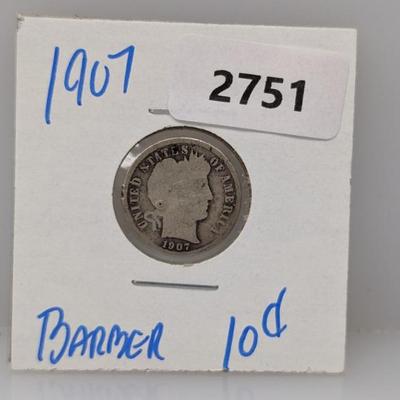 1907
2751
UNITED STATES OF AMERICA
1907
BARBER 10¢